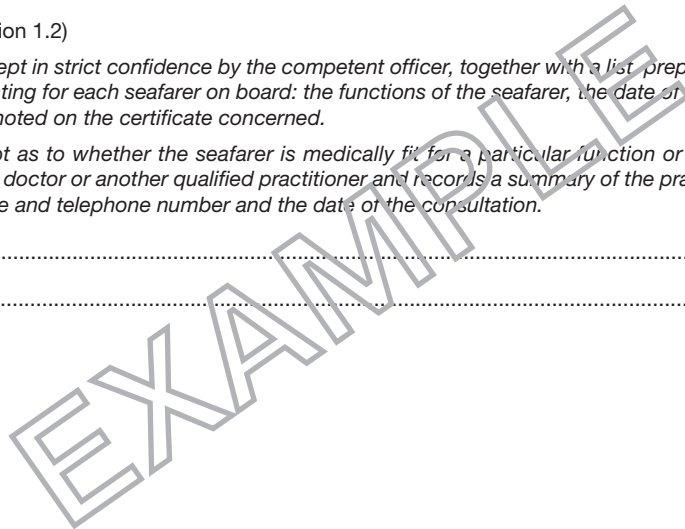 ion 1.2)
ept in strict confidence by the competent officer, together with a list, prep
ting for each seafarer on board: the functions of the seafarer, the date of
noted on the certificate concerned.
ot as to whether the seafarer is medically fit for a particular function or
doctor or another qualified practitioner and records a summary of the pra
e and telephone number and the date of the consultation.
EXAMPLE